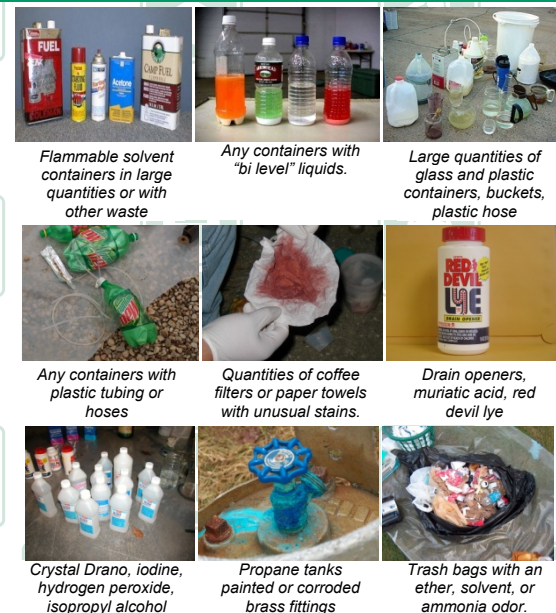 FUEL
Acetone
CAMP FUEL
Flammable solvent
containers in large
quantities or with
other waste
Any containers with
“bi level” liquids.
Large quantities of
glass and plastic
containers, buckets,
plastic hose
RED
DEVIL
LYE
DRAIN OPENER
Any containers with
plastic tubing or
hoses
Quantities of coffee
filters or paper towels
with unusual stains.
Drain openers,
muriatic acid, red
devil lye
Crystal Drano, iodine,
hydrogen peroxide,
isopropyl alcohol
Propane tanks
painted or corroded
brass fittings
Trash bags with an
ether, solvent, or
ammonia odor.